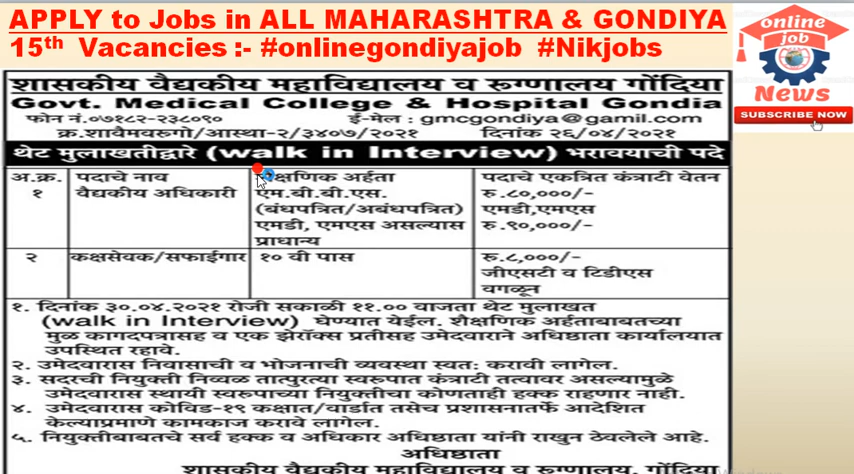 APPLY to Jobs in ALL MAHARASHTRA & GONDIYA
15th Vacancies :- #onlinegondiyajob #Nikjobs
online
job
News
SUBSCRIBE NOW
शासकीय वैद्यकीय महाविद्यालय व रूग्णालय गोंदिया
Govt. Medical College & Hospital Gondia
फोन नं.०७१८२-२३८०९० ई-मेल : gmcgondiya@gamil.com
क्र.शावैमवरुगो/आस्था-२/३४०७/२०२१ दिनांक २६/०४/२०२१
थेट मुलाखतीद्वारे (walk in Interview) भरावयाची पदे
अ.क्र. पदाचे नाव शैक्षणिक अर्हता पदाचे एकत्रित कंत्राटी वेतन
१ वैद्यकीय अधिकारी एम.बी.बी.एस. रु.८०,०००/-
(बंधपत्रित/अबंधपत्रित) एमडी,एमएस
एमडी, एमएस असल्यास रु.९०,०००/-
प्राधान्य
२ कक्षसेवक/सफाईगार १० वी पास रु.८,०००/-
जीएसटी व टिडीएस
वगळून
१. दिनांक ३०.०४.२०२१ रोजी सकाळी ११.०० वाजता थेट मुलाखत
(walk in Interview) घेण्यात येईल. शैक्षणिक अर्हताबाबतच्या
मुळ कागदपत्रासह व एक झेरॉक्स प्रतीसह उमेदवाराने अधिष्ठाता कार्यालयात
उपस्थित रहावे.
२. उमेदवारास निवासाची व भोजनाची व्यवस्था स्वत: करावी लागेल.
३. सदरची नियुक्ती निव्वळ तात्पुरत्या स्वरूपात कंत्राटी तत्वावर असल्यामुळे
उमेदवारास स्थायी स्वरूपाच्या नियुक्तीचा कोणताही हक्क राहणार नाही.
४. उमेदवारास कोविड-१९ कक्षात/वार्डात तसेच प्रशासनातर्फे आदेशित
केल्याप्रमाणे कामकाज करावे लागेल.
५. नियुक्तीबाबतचे सर्व हक्क व अधिकार अधिष्ठाता यांनी राखुन ठेवलेले आहे.
अधिष्ठाता
शासकीय वैद्यकीय महाविद्यालय व रूग्णालय, गोंदिया